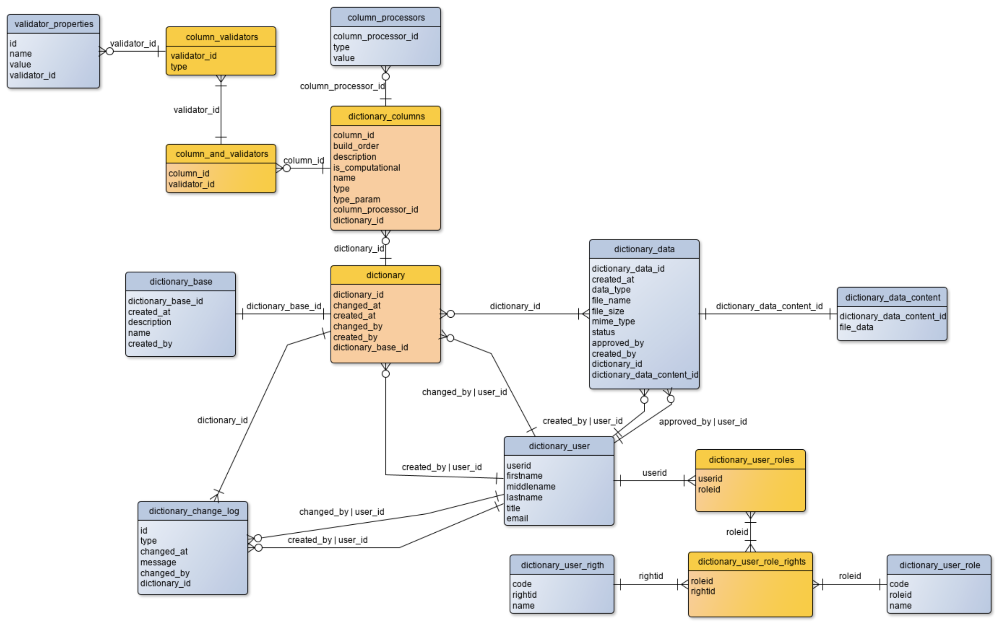 validator_properties
id
name
value
validator_id
validator_id
column_validators
validator_id
type
column_processors
column_processor_id
type
value
column_processor_id
validator_id
dictionary_columns
column_id
build_order
description
is_computational
name
type
type_param
column_processor_id
dictionary_id
column_and_validators
column_id
validator_id
column_id
dictionary_id
dictionary_base
dictionary_base_id
created_at
description
name
created_by
dictionary_base_id
dictionary
dictionary_id
changed_at
created_at
changed_by
created_by
dictionary_base_id
dictionary_id
dictionary_data
dictionary_data_id
created_at
data_type
file_name
file_size
mime_type
status
approved_by
created_by
dictionary_id
dictionary_data_content_id
dictionary_data_content_id
dictionary_data_content
dictionary_data_content_id
file_data
changed_by | user_id
dictionary_id
created_by | user_id
approved_by | user_id
created_by | user_id
dictionary_user
userid
firstname
middlename
lastname
title
email
userid
dictionary_user_roles
userid
roleid
changed_by | user_id
created_by | user_id
dictionary_change_log
id
type
changed_at
message
changed_by
dictionary_id
roleid
dictionary_user_rigth
code
rightid
name
rightid
dictionary_user_role_rights
roleid
rightid
roleid
dictionary_user_role
code
roleid
name